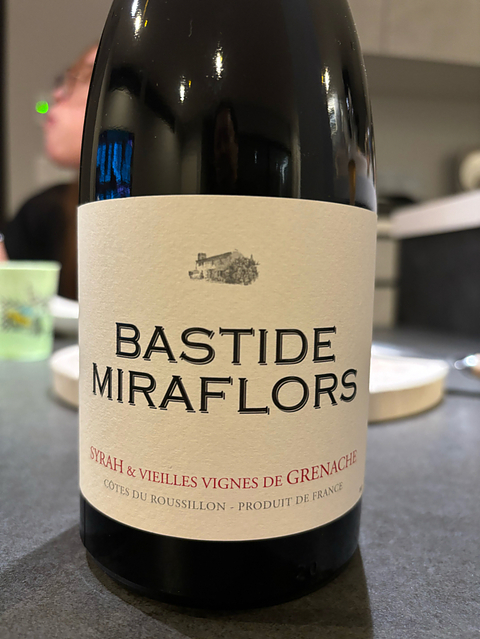 BASTIDE
MIRAFLORS
SYRAH & VIEILLES VIGNES DE GRENACHE
CÔTES DU ROUSSILLON - PRODUIT DE FRANCE